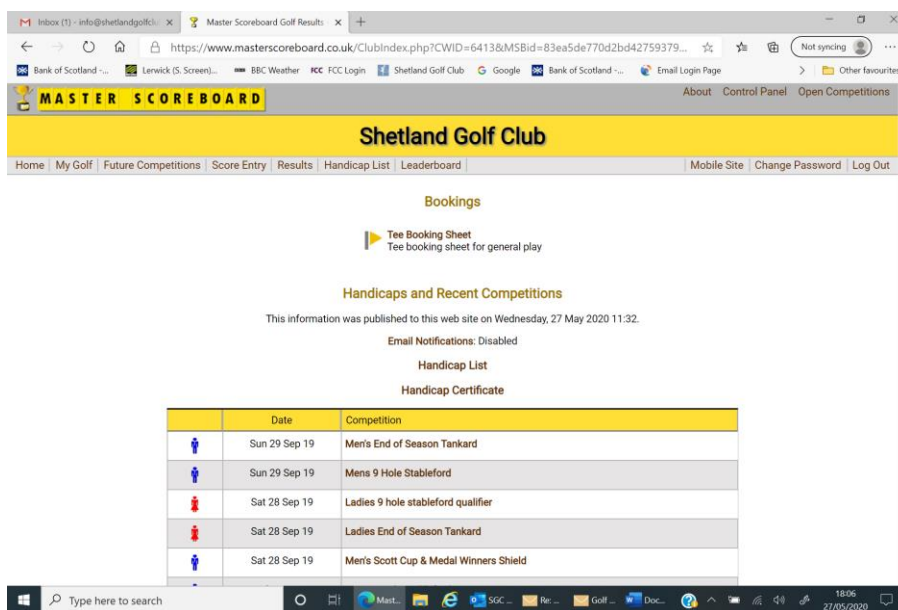 Inbox (1) - info@shetlandgolfclu
Master Scoreboard Golf Results
https://www.masterscoreboard.co.uk/ClubIndex.php?CWID=6413&MSBid=83ea5de770d2bd42759379...
Not syncing
Bank of Scotland -... Lerwick (S. Screen)... BBC Weather FCC FCC Login Shetland Golf Club Google Bank of Scotland -... Email Login Page Other favourites
MASTER SCOREBOARD
About Control Panel Open Competitions
Shetland Golf Club
Home My Golf Future Competitions Score Entry Results Handicap List Leaderboard Mobile Site Change Password Log Out
Bookings
Tee Booking Sheet
Tee booking sheet for general play
Handicaps and Recent Competitions
This information was published to this web site on Wednesday, 27 May 2020 11:32.
Email Notifications: Disabled
Handicap List
Handicap Certificate
Date Competition
Sun 29 Sep 19 Men's End of Season Tankard
Sun 29 Sep 19 Mens 9 Hole Stableford
Sat 28 Sep 19 Ladies 9 hole stableford qualifier
Sat 28 Sep 19 Ladies End of Season Tankard
Sat 28 Sep 19 Men's Scott Cup & Medal Winners Shield
Type here to search
Mast... SGC ... Re: ... Golf ... Doc...
18:06
27/05/2020